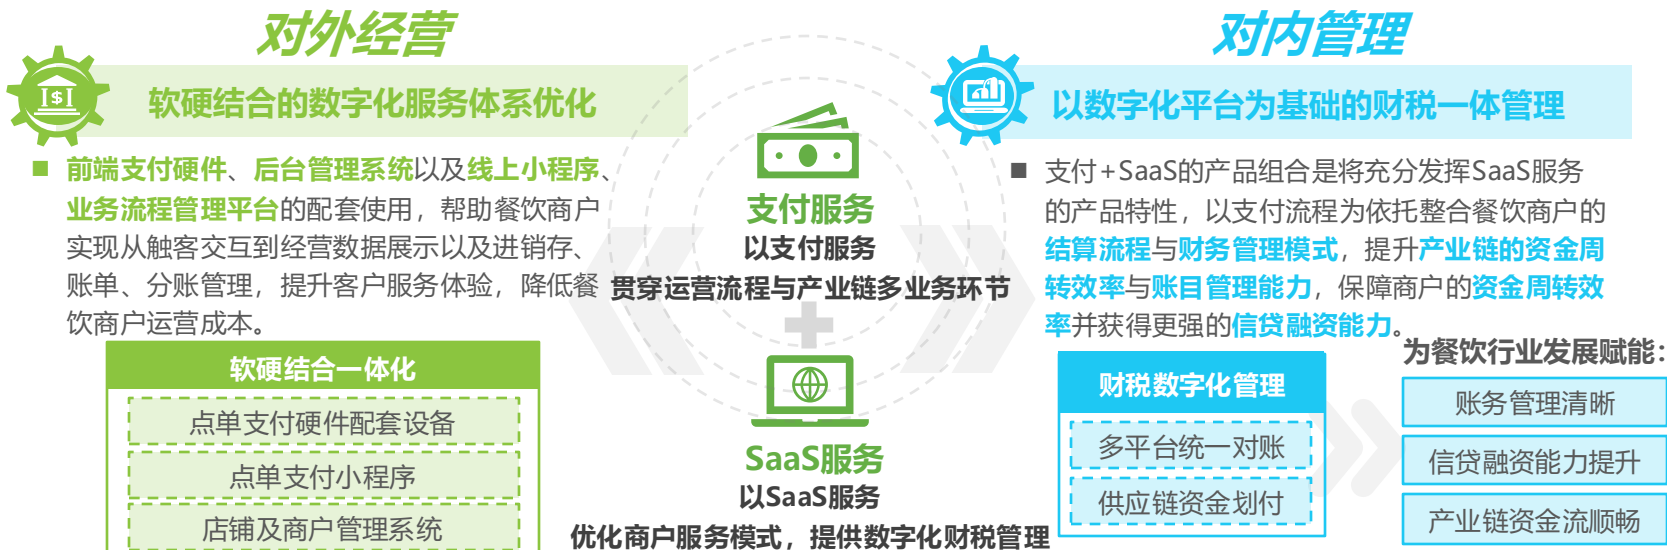 对外经营
软硬结合的数字化服务体系优化
■ 前端支付硬件、后台管理系统以及线上小程序、
业务流程管理平台的配套使用，帮助餐饮商户
实现从触客交互到经营数据展示以及进销存、
账单、分账管理，提升客户服务体验，降低餐
饮商户运营成本。
软硬结合一体化
点单支付硬件配套设备
点单支付小程序
店铺及商户管理系统
支付服务
以支付服务
贯穿运营流程与产业链多业务环节
SaaS服务
以SaaS服务
优化商户服务模式，提供数字化财税管理
对内管理
以数字化平台为基础的财税一体管理
■ 支付+SaaS的产品组合是将充分发挥SaaS服务
的产品特性，以支付流程为依托整合餐饮商户的
结算流程与财务管理模式，提升产业链的资金周
转效率与账目管理能力，保障商户的资金周转效
率并获得更强的信贷融资能力。
财税数字化管理
多平台统一对账
供应链资金划付
为餐饮行业发展赋能：
账务管理清晰
信贷融资能力提升
产业链资金流顺畅